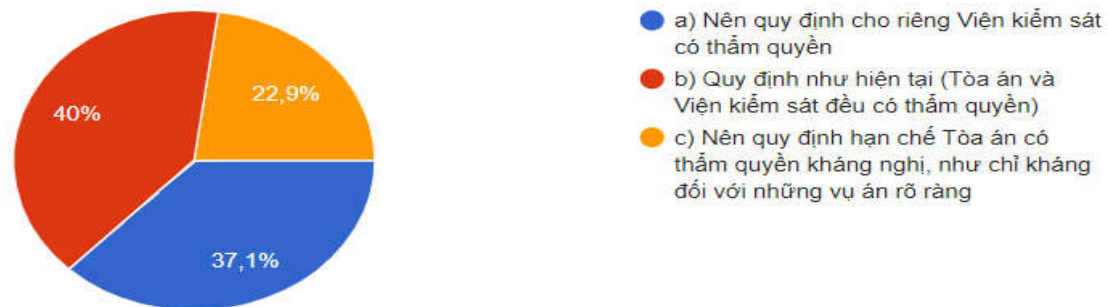 40%
22,9%
37,1%
a) Nên quy định cho riêng Viện kiểm sát
có thẩm quyền
b) Quy định như hiện tại (Tòa án và
Viện kiểm sát đều có thẩm quyền)
c) Nên quy định hạn chế Tòa án có
thẩm quyền kháng nghị, như chỉ kháng
đối với những vụ án rõ ràng